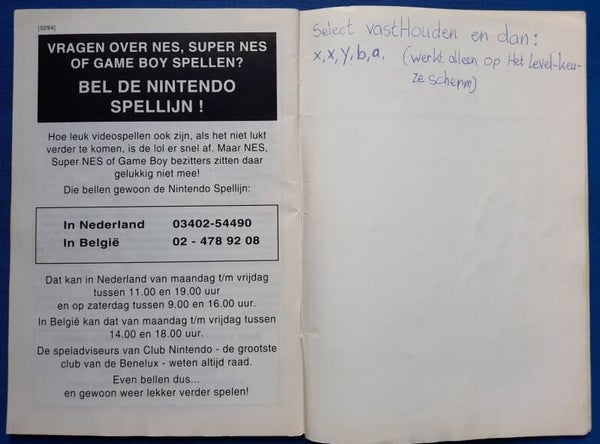 [0294]
VRAGEN OVER NES, SUPER NES
OF GAME BOY SPELLEN?
BEL DE NINTENDO
SPELLIJN !
Hoe leuk videospellen ook zijn, als het niet lukt
verder te komen, is de lol er snel af. Maar NES,
Super NES of Game Boy bezitters zitten daar
gelukkig niet mee!
Die bellen gewoon de Nintendo Spellijn:
In Nederland 03402-54490
In België 02 - 478 92 08
Dat kan in Nederland van maandag t/m vrijdag
tussen 11.00 en 19.00 uur
en op zaterdag tussen 9.00 en 16.00 uur.
In België kan dat van maandag t/m vrijdag tussen
14.00 en 18.00 uur.
De speladviseurs van Club Nintendo - de grootste
club van de Benelux - weten altijd raad.
Even bellen dus...
en gewoon weer lekker verder spelen!
Select vastHouden en dan:
x,x,y,b,a. (werkt alleen op Het Level-keu-
ze scherm)